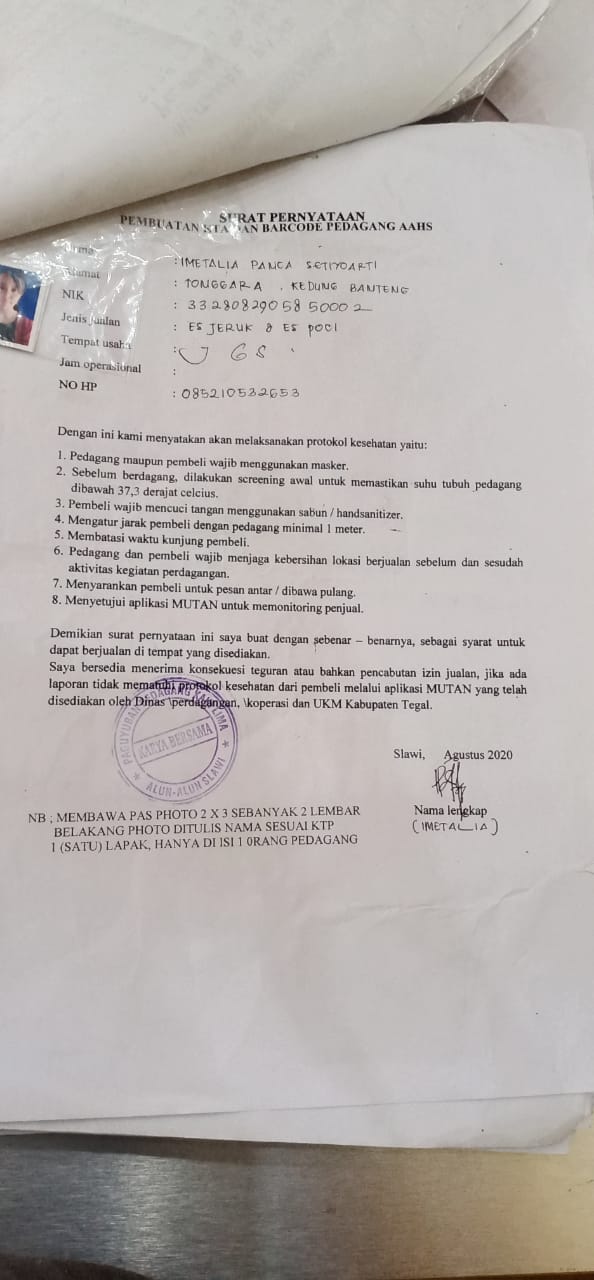 SURAT PERNYATAAN
PEMBUATAN KTA DAN BARCODE PEDAGANG AAHS
Nama : IMETALIA PANCA SETIYOARTI
Alamat : TONGGARA , KEDUNG BANTENG
NIK : 3328082905850002
Jenis jualan : ES JERUK & ES POCI
Tempat usaha :
Jam operasional :
NO HP : 085210532653
Dengan ini kami menyatakan akan melaksanakan protokol kesehatan yaitu:
1. Pedagang maupun pembeli wajib menggunakan masker.
2. Sebelum berdagang, dilakukan screening awal untuk memastikan suhu tubuh pedagang
dibawah 37,3 derajat celcius.
3. Pembeli wajib mencuci tangan menggunakan sabun / handsanitizer.
4. Mengatur jarak pembeli dengan pedagang minimal 1 meter.
5. Membatasi waktu kunjung pembeli.
6. Pedagang dan pembeli wajib menjaga kebersihan lokasi berjualan sebelum dan sesudah
aktivitas kegiatan perdagangan.
7. Menyarankan pembeli untuk pesan antar / dibawa pulang.
8. Menyetujui aplikasi MUTAN untuk memonitoring penjual.
Demikian surat pernyataan ini saya buat dengan sebenar – benarnya, sebagai syarat untuk
dapat berjualan di tempat yang disediakan.
Saya bersedia menerima konsekuesi teguran atau bahkan pencabutan izin jualan, jika ada
laporan tidak mematuhi protokol kesehatan dari pembeli melalui aplikasi MUTAN yang telah
disediakan oleh Dinas \perdagangan, \koperasi dan UKM Kabupaten Tegal.
PAGUYUBAN PEDAGANG KAKI LIMA
KARYA BERSAMA
ALUN-ALUN SLAWI
Slawi, Agustus 2020
Nama lengkap
(IMETALIA)
NB ; MEMBAWA PAS PHOTO 2 X 3 SEBANYAK 2 LEMBAR
BELAKANG PHOTO DITULIS NAMA SESUAI KTP
1 (SATU) LAPAK, HANYA DI ISI 1 0RANG PEDAGANG